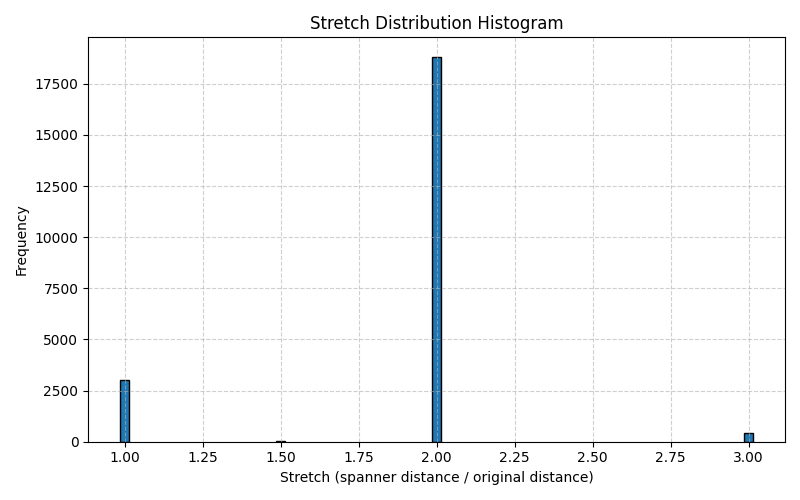 Stretch Distribution Histogram
Frequency
17500
15000
12500
10000
7500
5000
2500
0
1.00 1.25 1.50 1.75 2.00 2.25 2.50 2.75 3.00
Stretch (spanner distance / original distance)